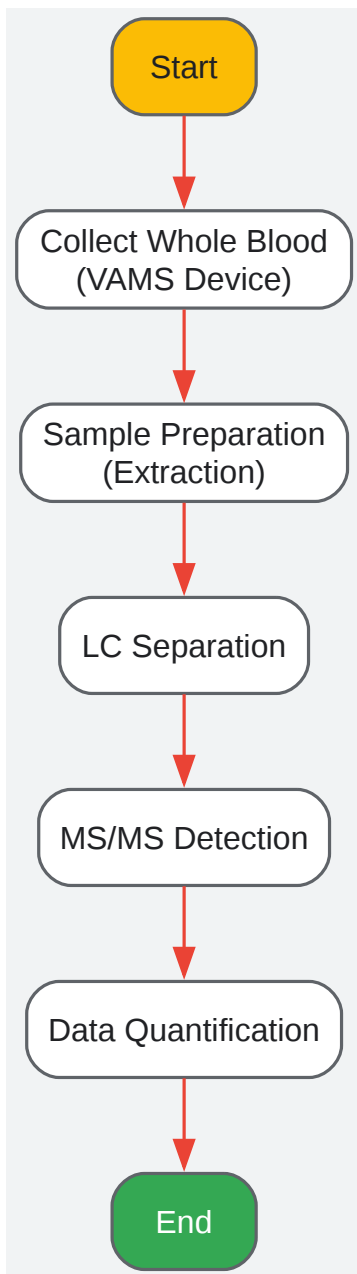 Start
Collect Whole Blood
(VAMS Device)
Sample Preparation
(Extraction)
LC Separation
MS/MS Detection
Data Quantification
End